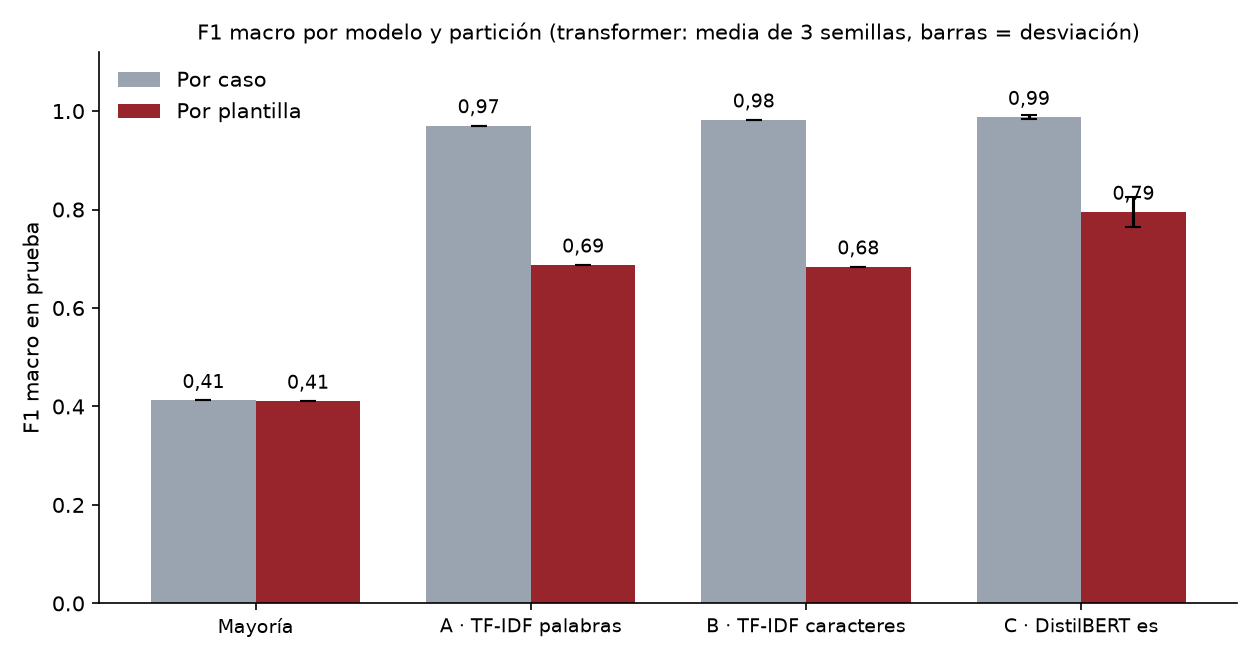 F1 macro por modelo y partición (transformer: media de 3 semillas, barras = desviación)
Por caso
Por plantilla
F1 macro en prueba
1.0
0.8
0.6
0.4
0.2
0.0
0,41
0,41
0,97
0,69
0,98
0,68
0,99
0,79
Mayoría
A · TF-IDF palabras
B · TF-IDF caracteres
C · DistilBERT es